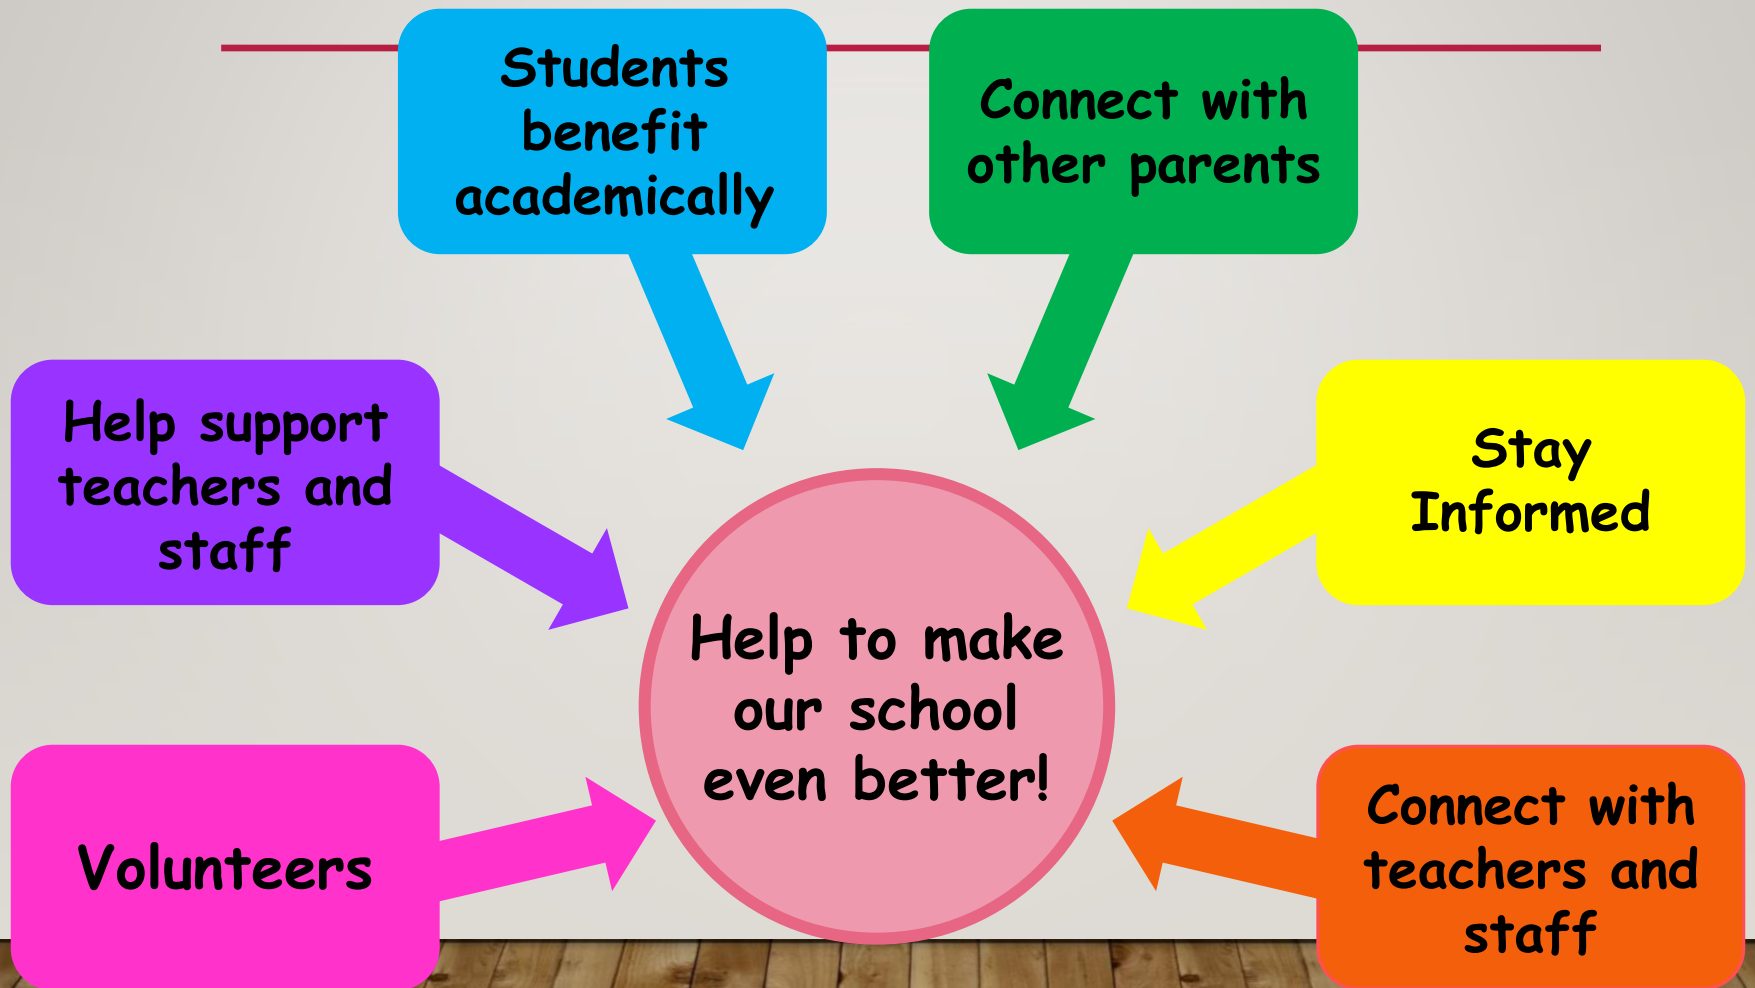 Students
benefit
academically
Connect with
other parents
Help support
teachers and
staff
Stay
Informed
Help to make
our school
even better!
Volunteers
Connect with
teachers and
staff